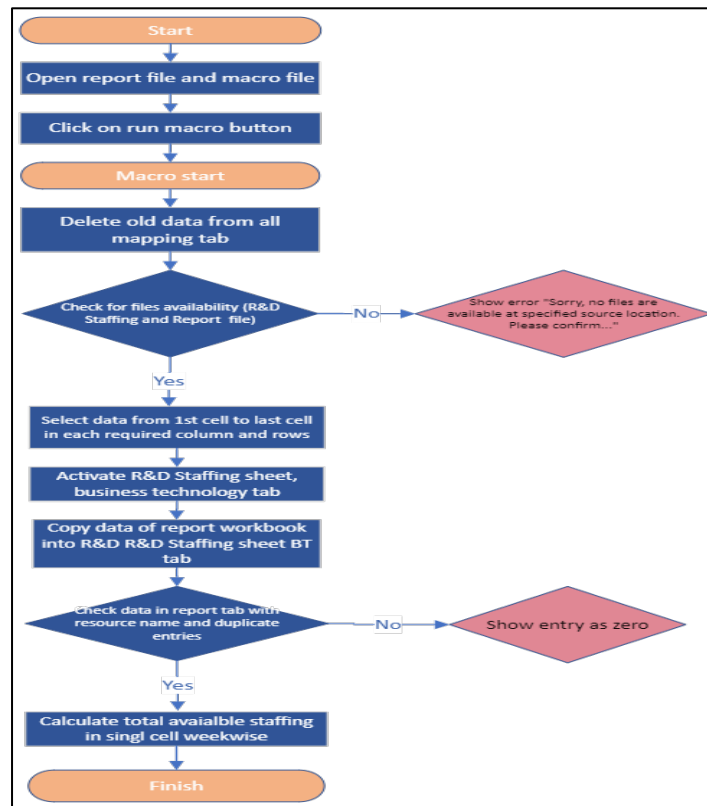 Start
Open report file and macro file
Click on run macro button
Macro start
Delete old data from all
mapping tab
Check for files availability (R&D
Staffing and Report file)
No
Show error "Sorry, no files are
available at specified source location.
Please confirm..."
Yes
Select data from 1st cell to last cell
in each required column and rows
Activate R&D Staffing sheet,
business technology tab
Copy data of report workbook
into R&D R&D Staffing sheet BT
tab
Check data in report tab with
resource name and duplicate
entries
No
Show entry as zero
Yes
Calculate total avaialble staffing
in singl cell weekwise
Finish